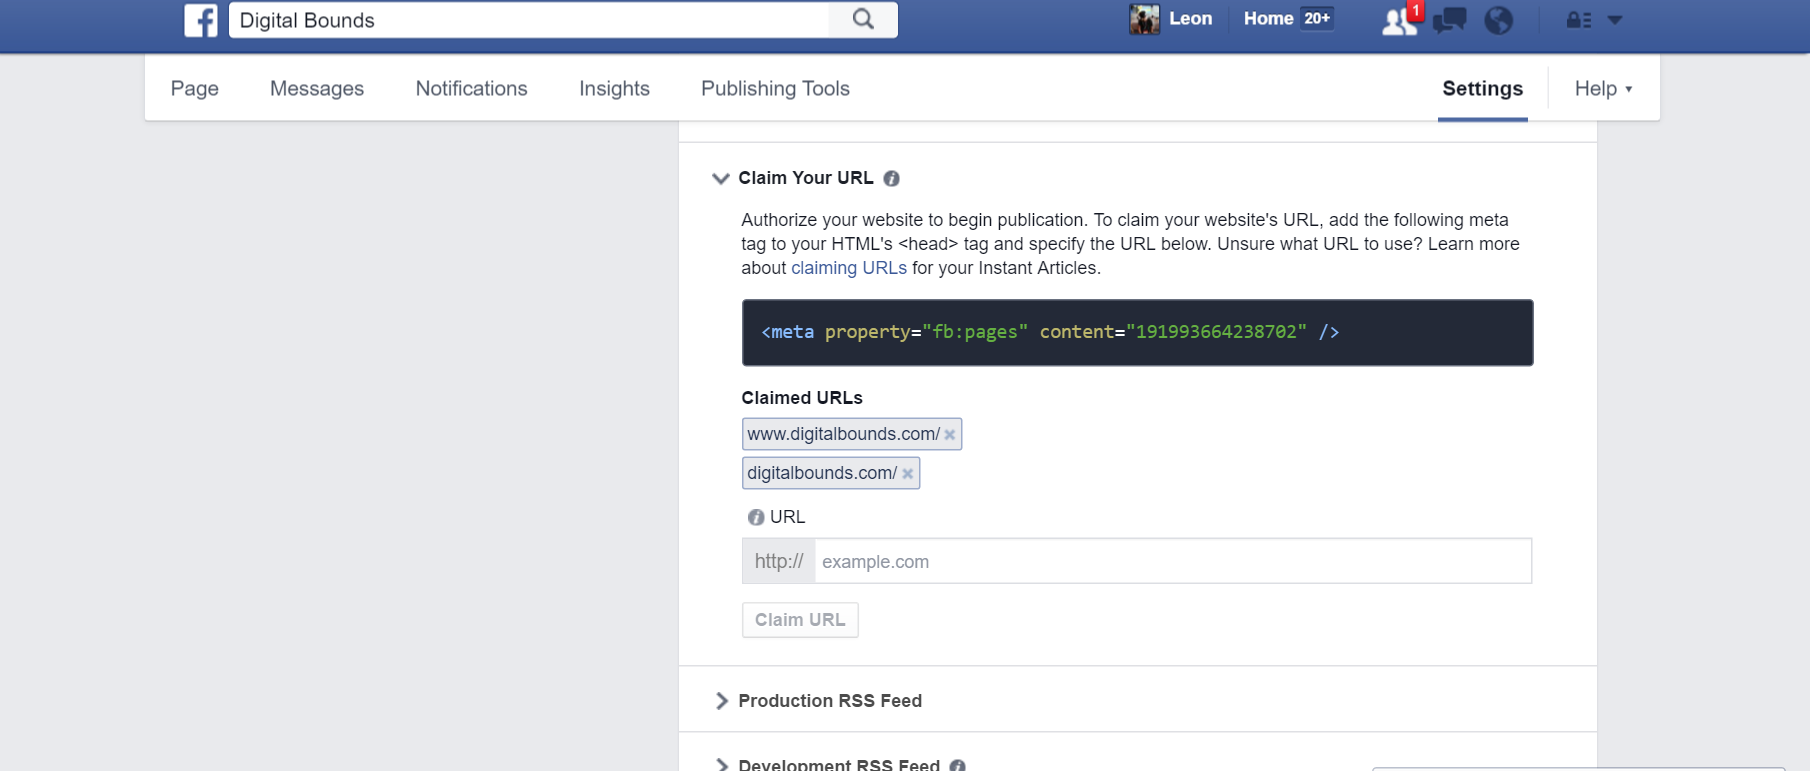 Digital Bounds
Leon
Home 20+
1
Page Messages Notifications Insights Publishing Tools Settings Help
Claim Your URL
Authorize your website to begin publication. To claim your website's URL, add the following meta
tag to your HTML's <head> tag and specify the URL below. Unsure what URL to use? Learn more
about claiming URLs for your Instant Articles.
<meta property="fb:pages" content="191993664238702" />
Claimed URLs
www.digitalbounds.com/
digitalbounds.com/
URL
http:// example.com
Claim URL
Production RSS Feed
Development RSS Feed